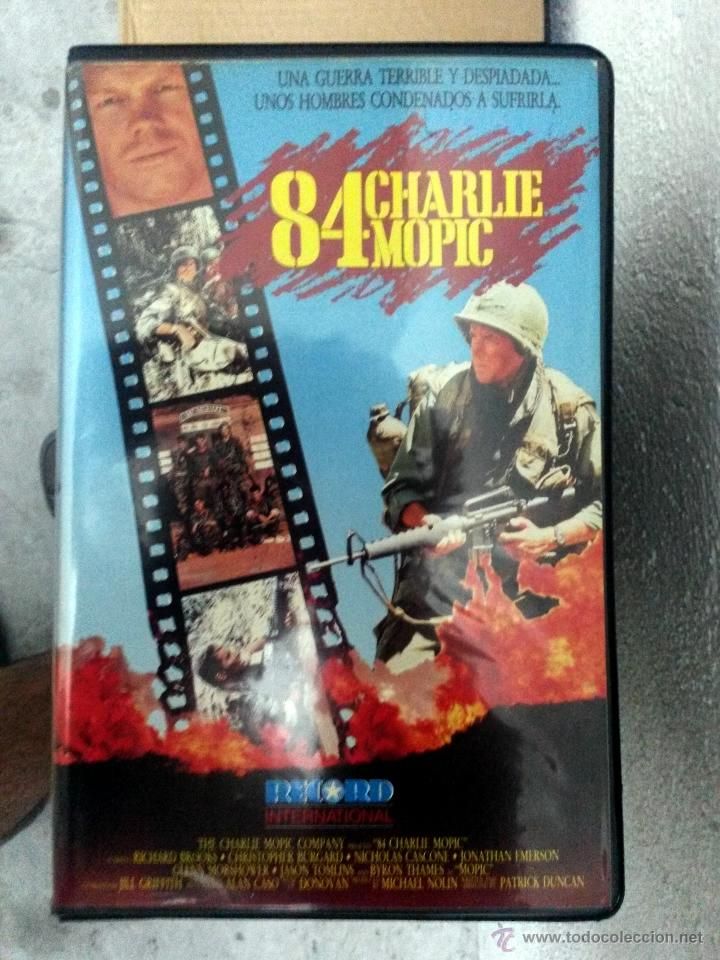 UNA GUERRA TERRIBLE Y DESPIADADA...
UNOS HOMBRES CONDENADOS A SUFRIRLA.
84 CHARLIE
MOPIC
RECORD
INTERNATIONAL
THE CHARLIE MOPIC COMPANY "84 CHARLIE MOPIC"
RICHARD BROOKS · CHRISTOPHER BURGARD · NICHOLAS CASCONE · JONATHAN EMERSON
GLENN MORSHOWER · JASON TOMLINS AND BYRON THAMES AS "MOPIC"
JILL GRIFFITH ALAN CASO DONOVAN MICHAEL NOLIN PATRICK DUNCAN
www.todocoleccion.net